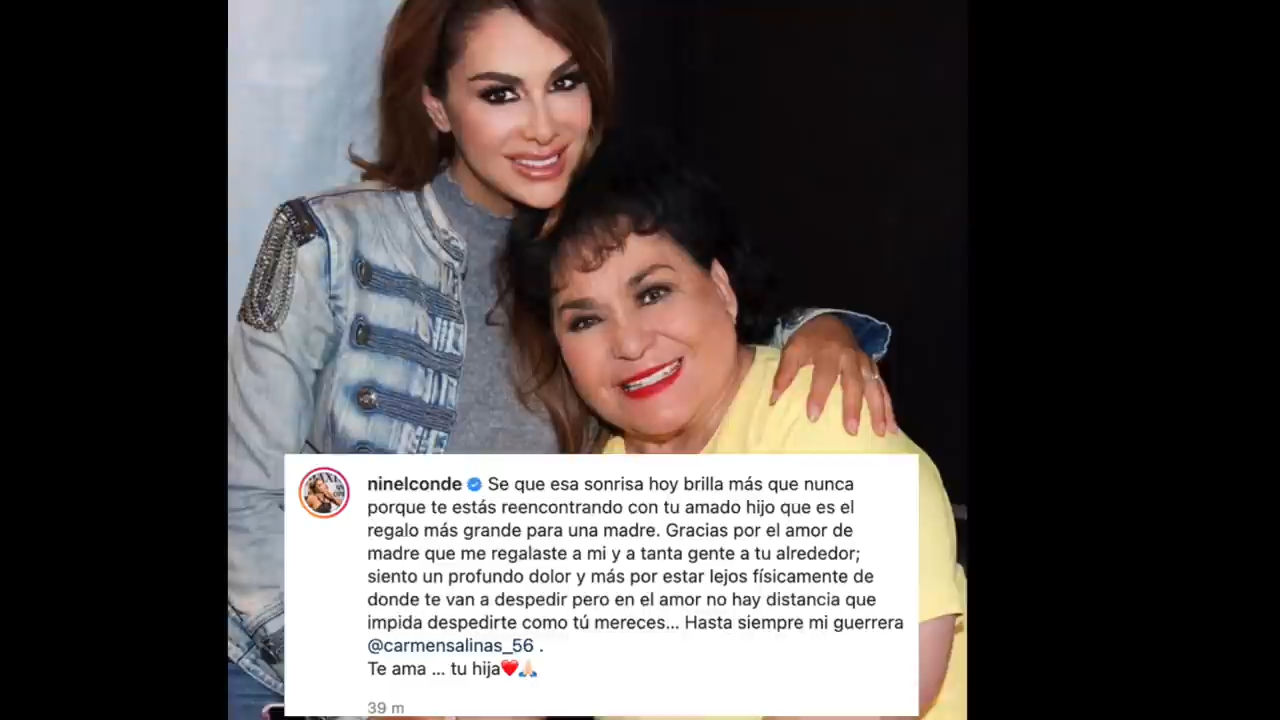 ninelconde Se que esa sonrisa hoy brilla más que nunca
porque te estás reencontrando con tu amado hijo que es el
regalo más grande para una madre. Gracias por el amor de
madre que me regalaste a mi y a tanta gente a tu alrededor;
siento un profundo dolor y más por estar lejos físicamente de
donde te van a despedir pero en el amor no hay distancia que
impida despedirte como tú mereces... Hasta siempre mi guerrera
@carmensalinas_56 .
Te ama ... tu hija❤️🙏🏻
39 m